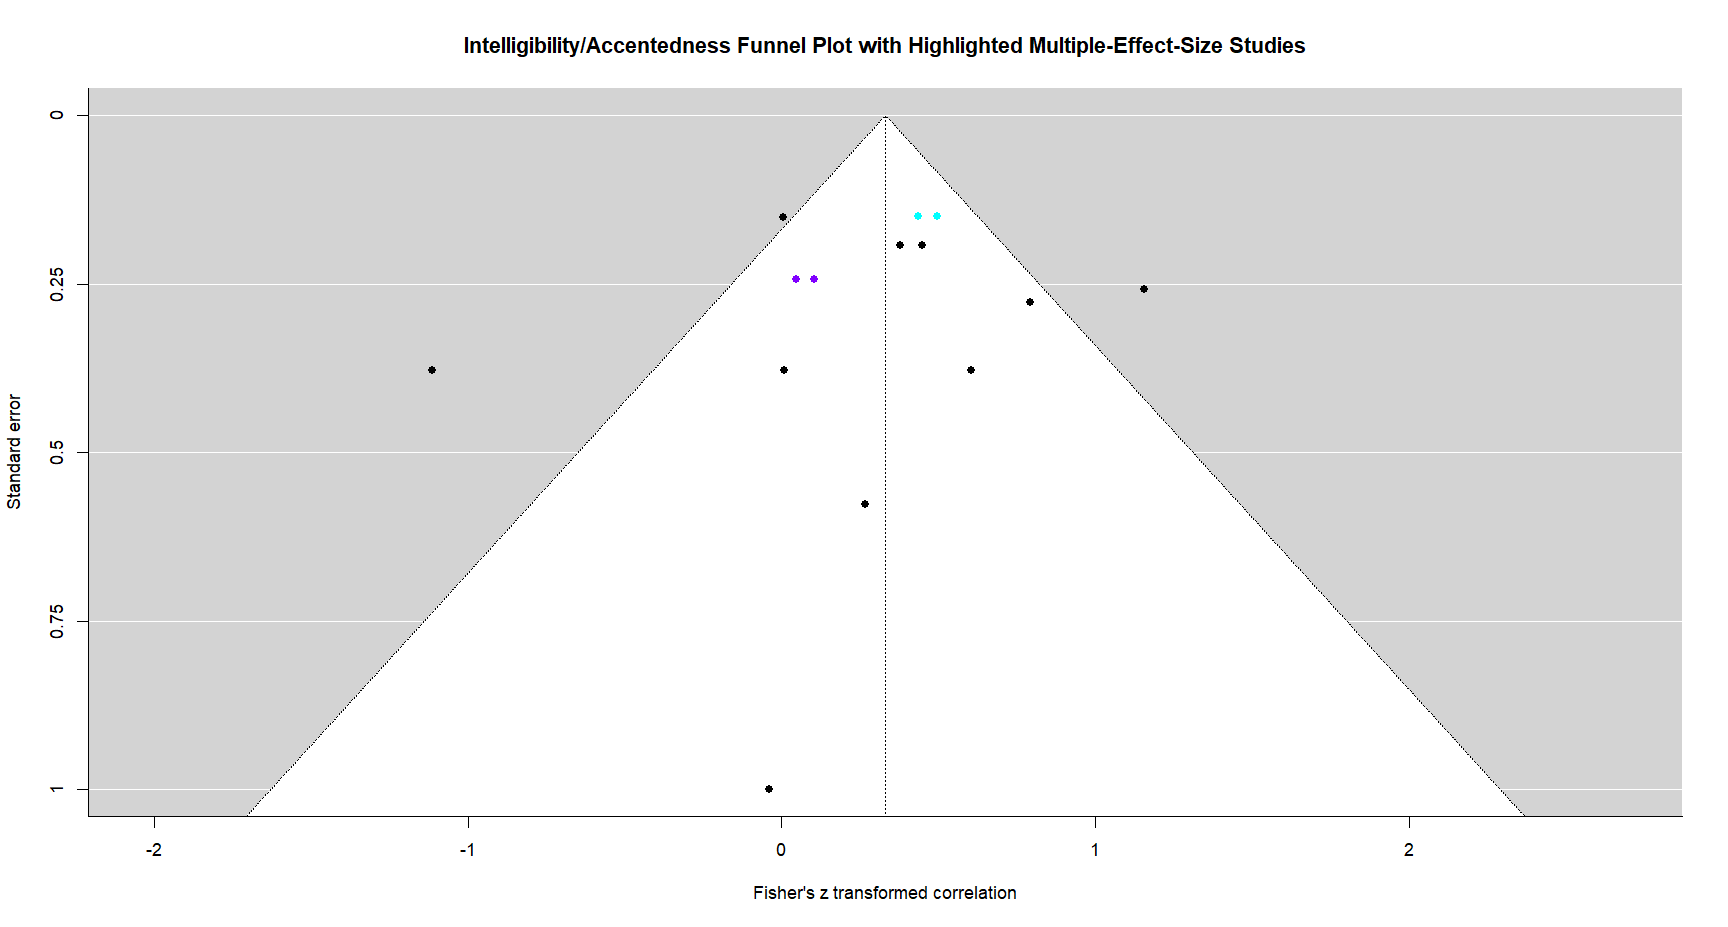 Intelligibility/Accentedness Funnel Plot with Highlighted Multiple-Effect-Size Studies
0
0.25
0.5
0.75
1
Standard error
-2 -1 0 1 2
Fisher's z transformed correlation